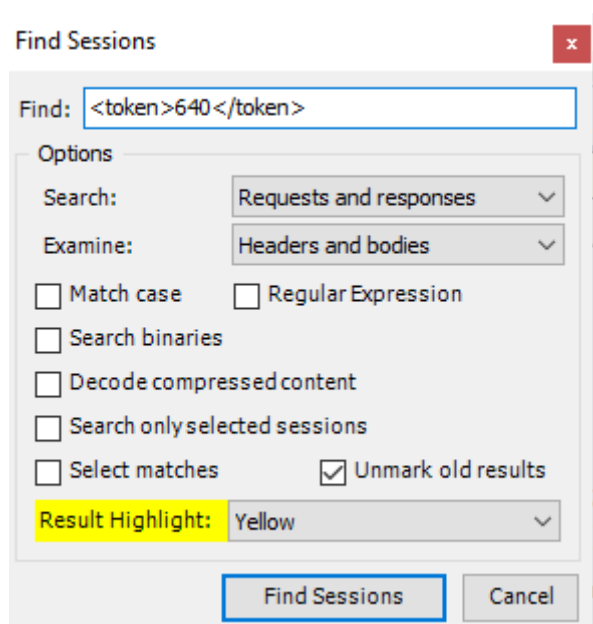 Find Sessions
x
Find: <token>640</token>
Options
Search: Requests and responses
Examine: Headers and bodies
Match case Regular Expression
Search binaries
Decode compressed content
Search only selected sessions
Select matches Unmark old results
Result Highlight: Yellow
Find Sessions Cancel